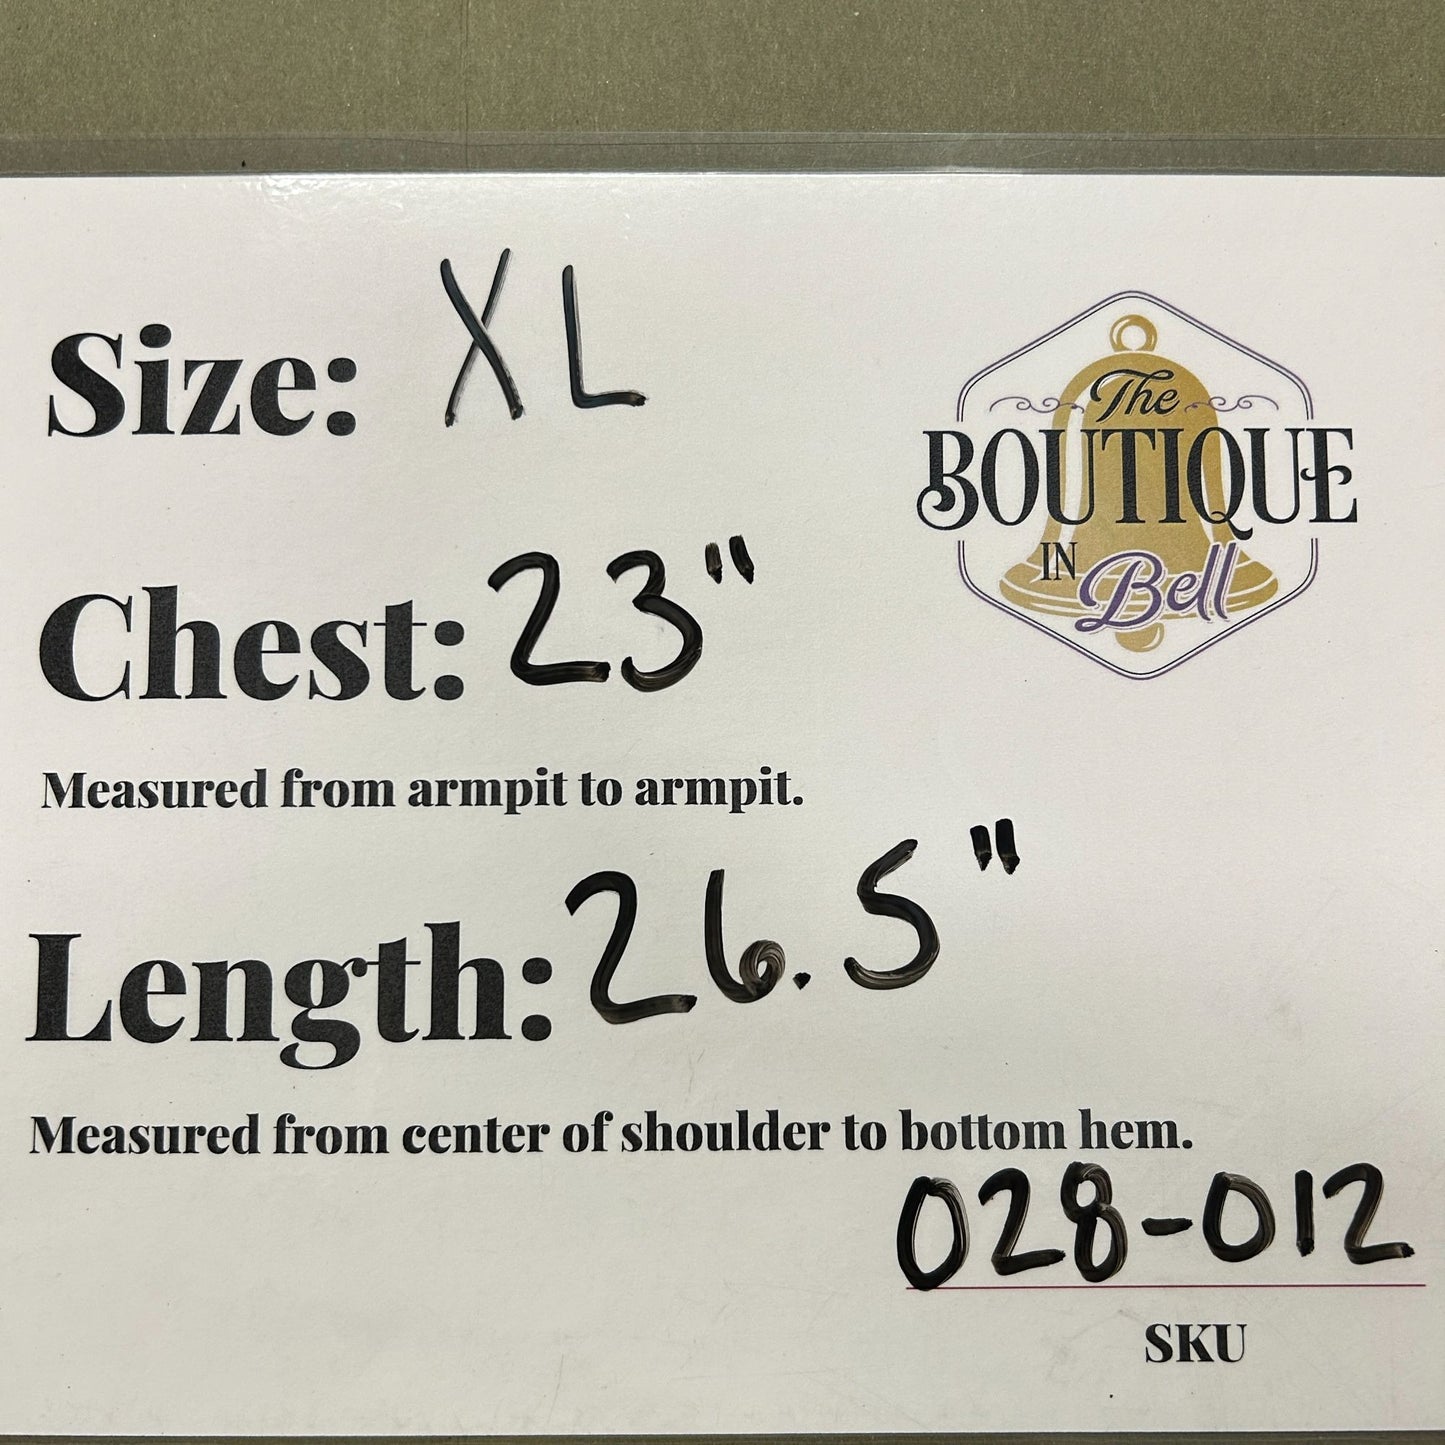 Size: XL
The
BOUTIQUE
IN Bell
Chest: 23"
Measured from armpit to armpit.
Length: 26.5"
Measured from center of shoulder to bottom hem.
028-012
SKU